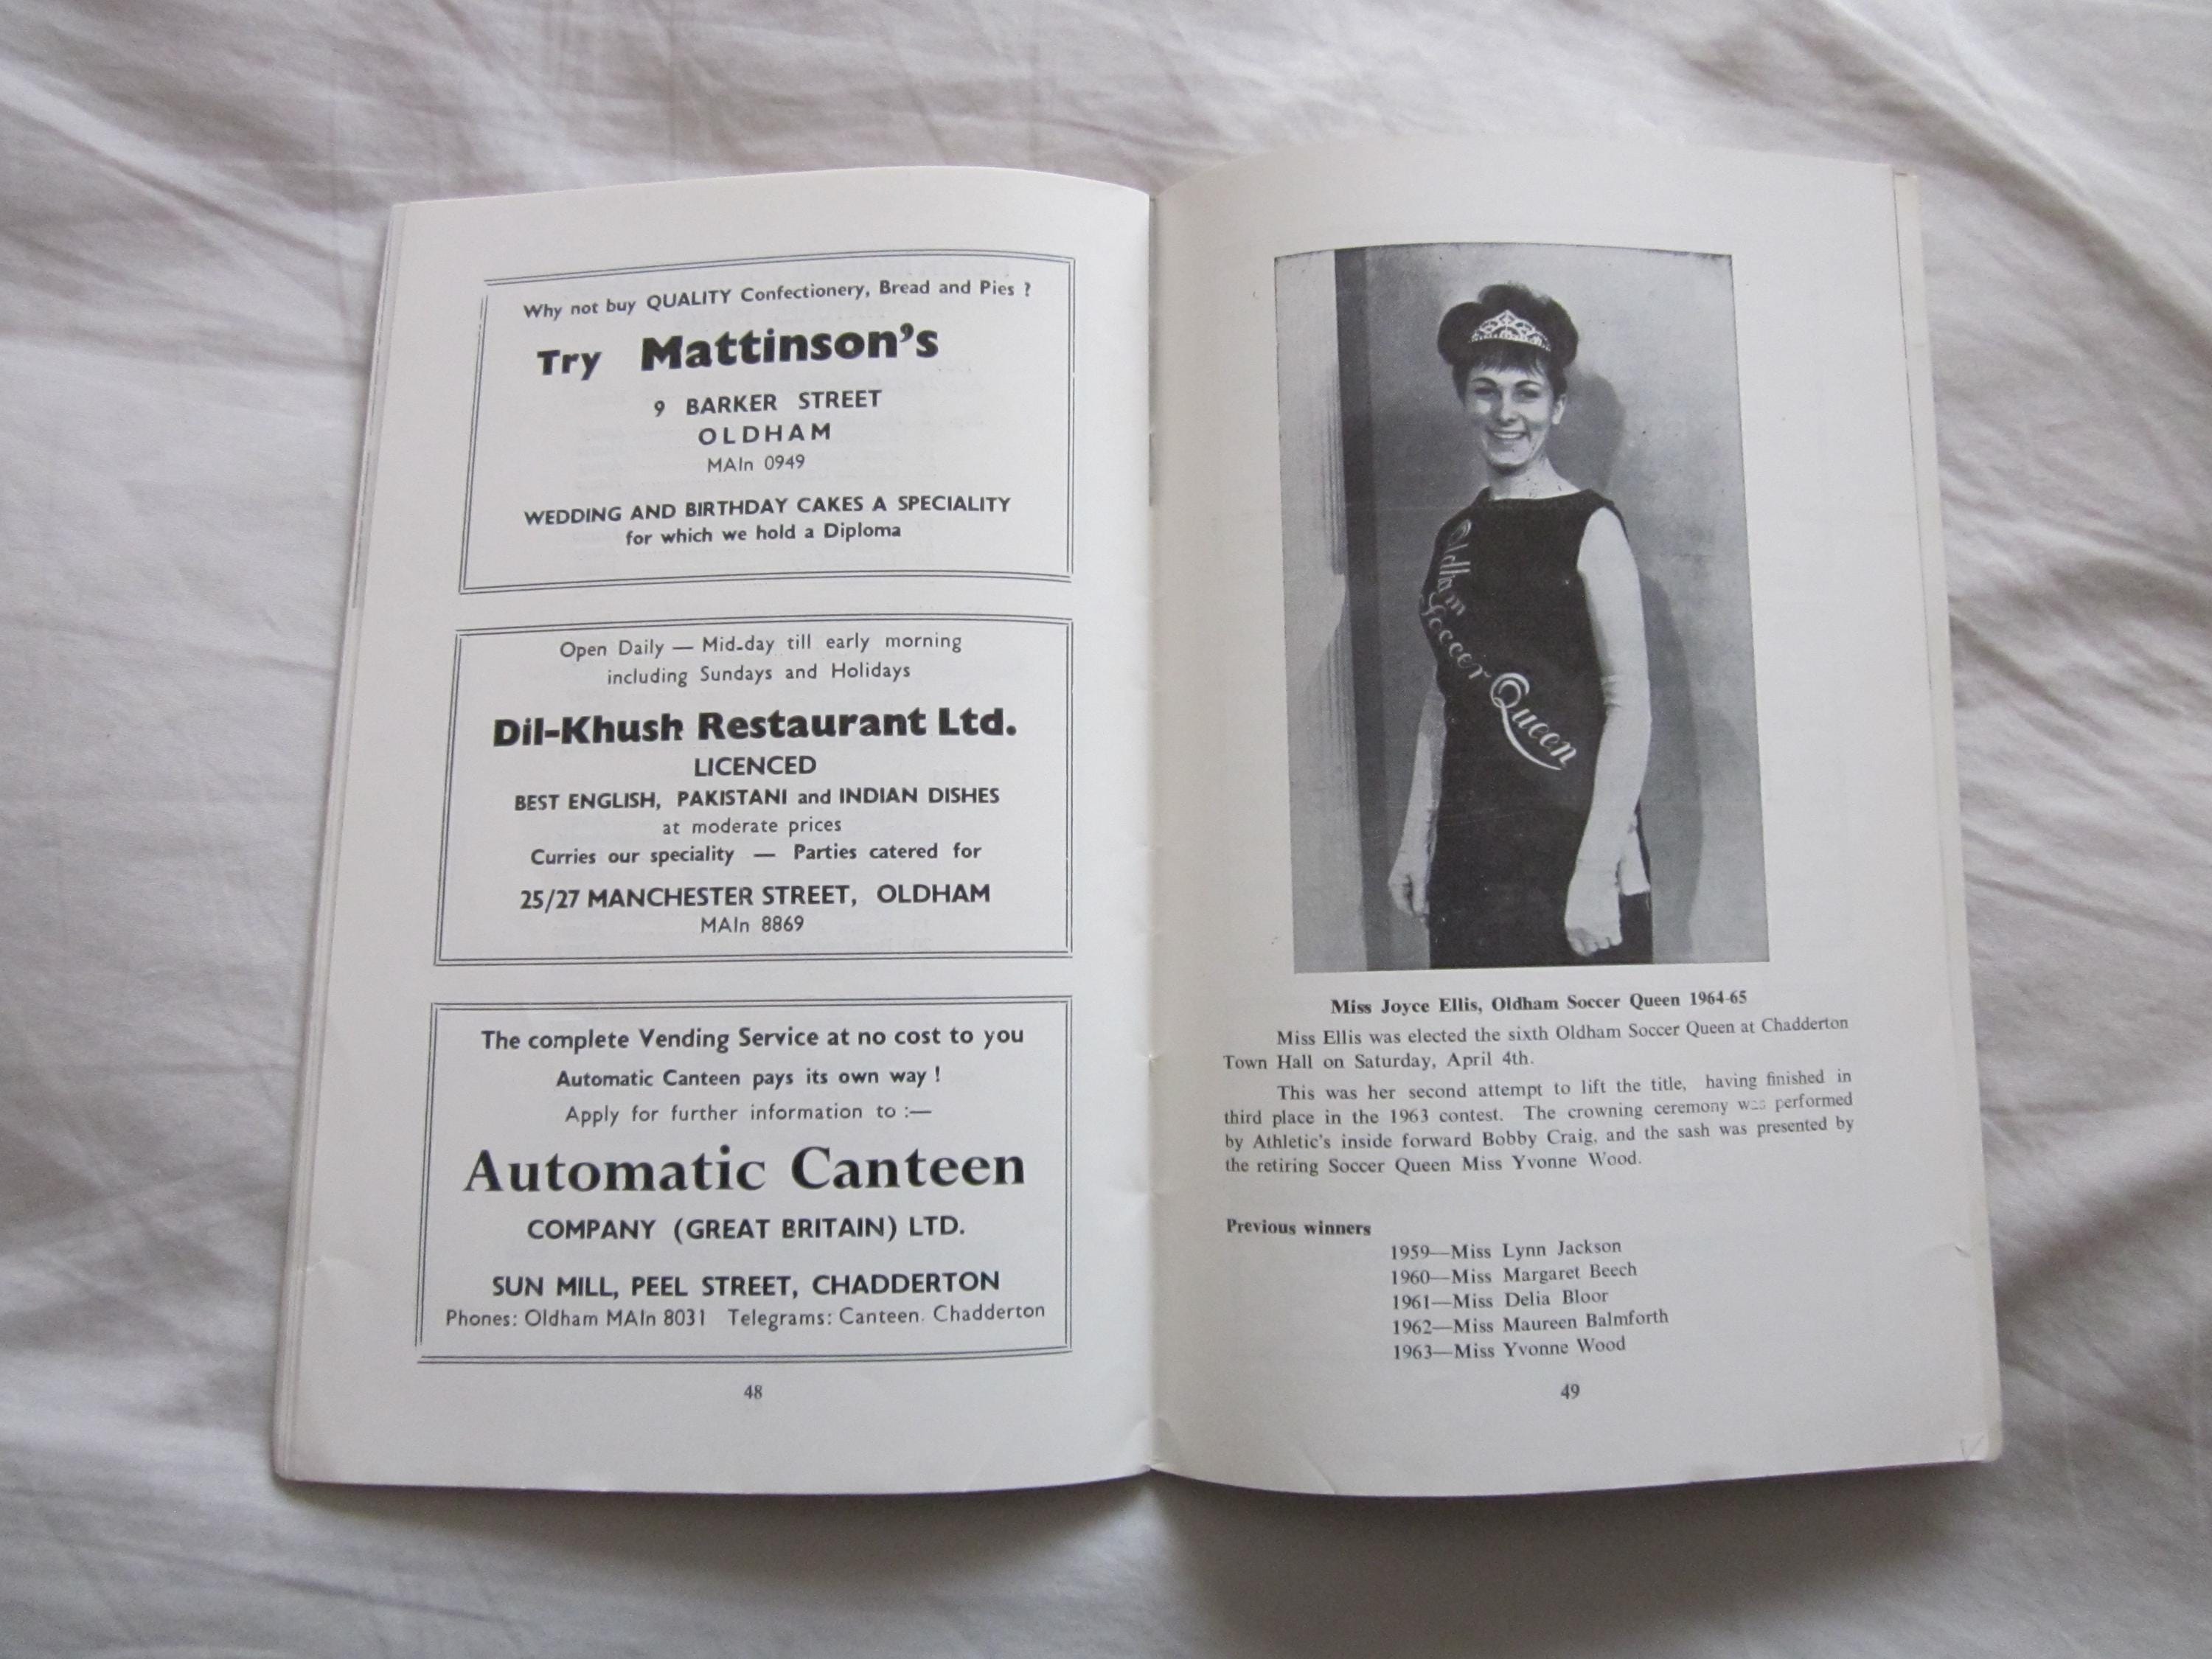 Why not buy QUALITY Confectionery, Bread and Pies ?
Try Mattinson's
9 BARKER STREET
OLDHAM
MAIn 0949
WEDDING AND BIRTHDAY CAKES A SPECIALITY
for which we hold a Diploma
Open Daily — Mid-day till early morning
including Sundays and Holidays
Dil-Khush Restaurant Ltd.
LICENCED
BEST ENGLISH, PAKISTANI and INDIAN DISHES
at moderate prices
Curries our speciality — Parties catered for
25/27 MANCHESTER STREET, OLDHAM
MAIn 8869
The complete Vending Service at no cost to you
Automatic Canteen pays its own way !
Apply for further information to :—
Automatic Canteen
COMPANY (GREAT BRITAIN) LTD.
SUN MILL, PEEL STREET, CHADDERTON
Phones: Oldham MAIn 8031 Telegrams: Canteen. Chadderton
48
Oldham
Soccer
Queen
Miss Joyce Ellis, Oldham Soccer Queen 1964-65
Miss Ellis was elected the sixth Oldham Soccer Queen at Chadderton
Town Hall on Saturday, April 4th.
This was her second attempt to lift the title, having finished in
third place in the 1963 contest. The crowning ceremony was performed
by Athletic's inside forward Bobby Craig, and the sash was presented by
the retiring Soccer Queen Miss Yvonne Wood.
Previous winners
1959—Miss Lynn Jackson
1960—Miss Margaret Beech
1961—Miss Delia Bloor
1962—Miss Maureen Balmforth
1963—Miss Yvonne Wood
49